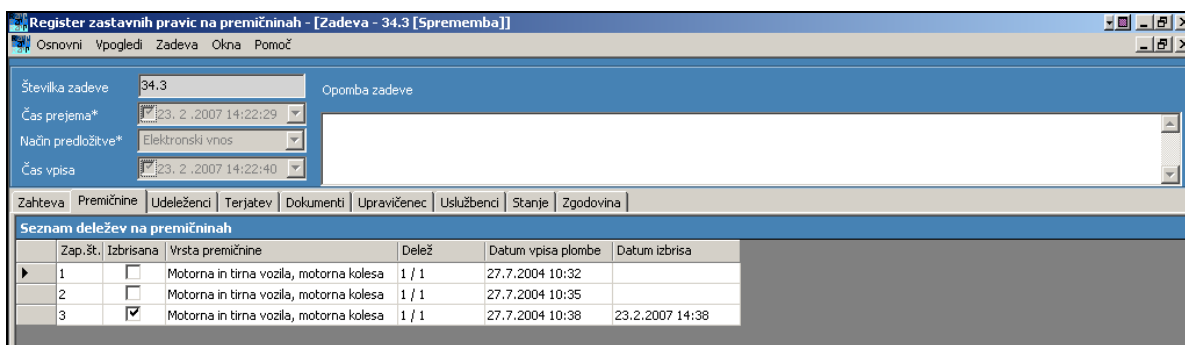 Register zastavnih pravic na premičninah - [Zadeva - 34.3 [Sprememba]]
Osnovni Vpogledi Zadeva Okna Pomoč
Številka zadeve 34.3 Opomba zadeve
Čas prejema* 23. 2 .2007 14:22:29
Način predložitve* Elektronski vnos
Čas vpisa 23. 2 .2007 14:22:40
Zahteva Premičnine Udeleženci Terjatev Dokumenti Upravičenec Uslužbenci Stanje Zgodovina
Seznam deležev na premičninah
Zap.št. Izbrisana Vrsta premičnine Delež Datum vpisa plombe Datum izbrisa
1 Motorna in tirna vozila, motorna kolesa 1 / 1 27.7.2004 10:32
2 Motorna in tirna vozila, motorna kolesa 1 / 1 27.7.2004 10:35
3 Motorna in tirna vozila, motorna kolesa 1 / 1 27.7.2004 10:38 23.2.2007 14:38